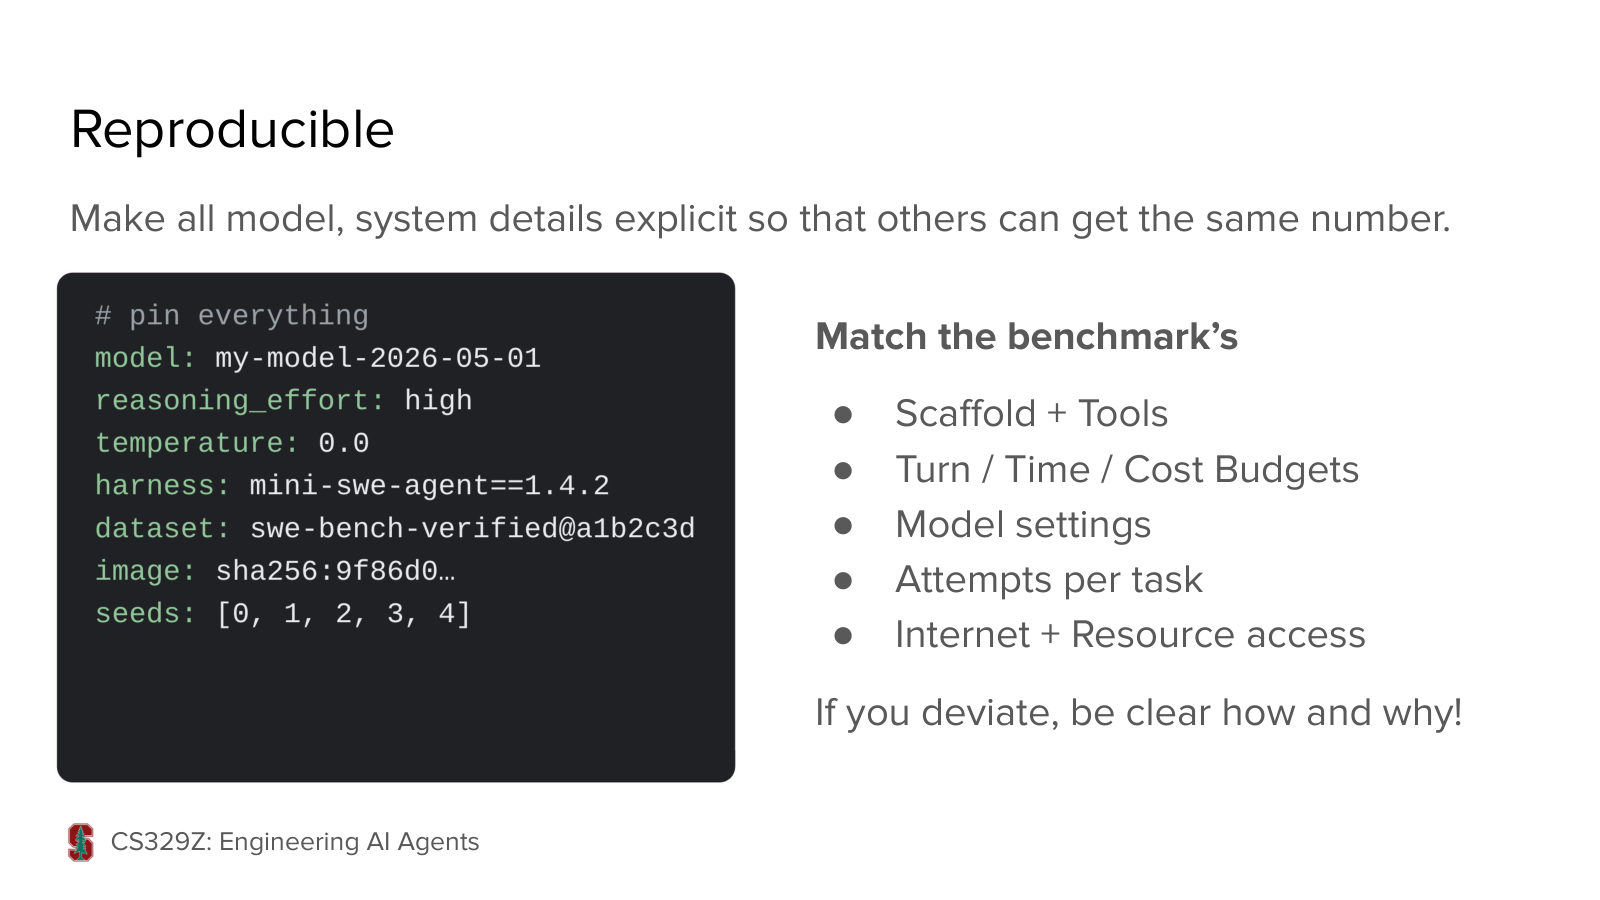 Reproducible
Make all model, system details explicit so that others can get the same number.
# pin everything
model: my-model-2026-05-01
reasoning_effort: high
temperature: 0.0
harness: mini-swe-agent==1.4.2
dataset: swe-bench-verified@a1b2c3d
image: sha256:9f86d0…
seeds: [0, 1, 2, 3, 4]
Match the benchmark’s
● Scaffold + Tools
● Turn / Time / Cost Budgets
● Model settings
● Attempts per task
● Internet + Resource access
If you deviate, be clear how and why!
CS329Z: Engineering AI Agents